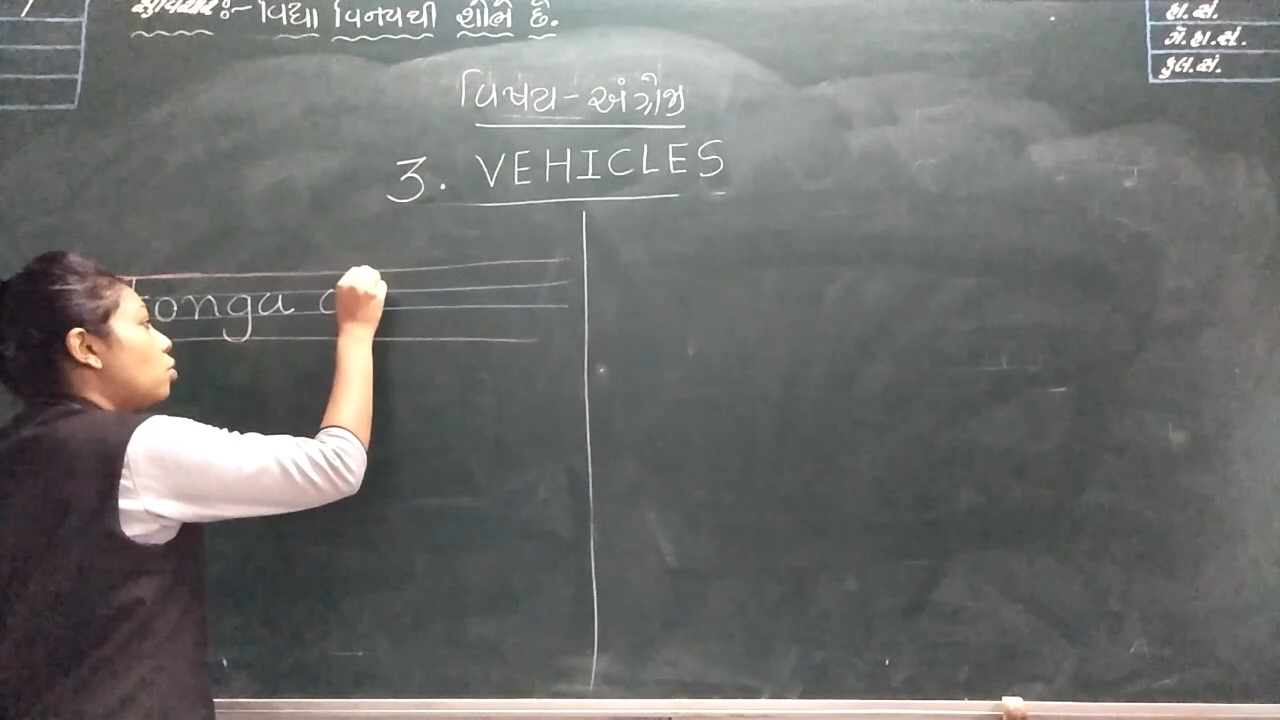 સુવિચાર :- વિદ્યા વિનયથી શોભે છે.
હા.સં.
ગે.હા.સં.
કુલ.સં.
વિષય - અંગ્રેજી
3. VEHICLES
tonga